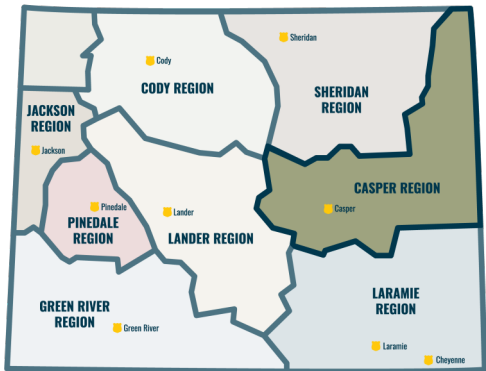 Sheridan
Cody
CODY REGION
SHERIDAN
REGION
JACKSON
REGION
Jackson
CASPER REGION
Pinedale
Lander
Casper
PINEDALE
REGION
LANDER REGION
GREEN RIVER
REGION
LARAMIE
REGION
Green River
Laramie
Cheyenne